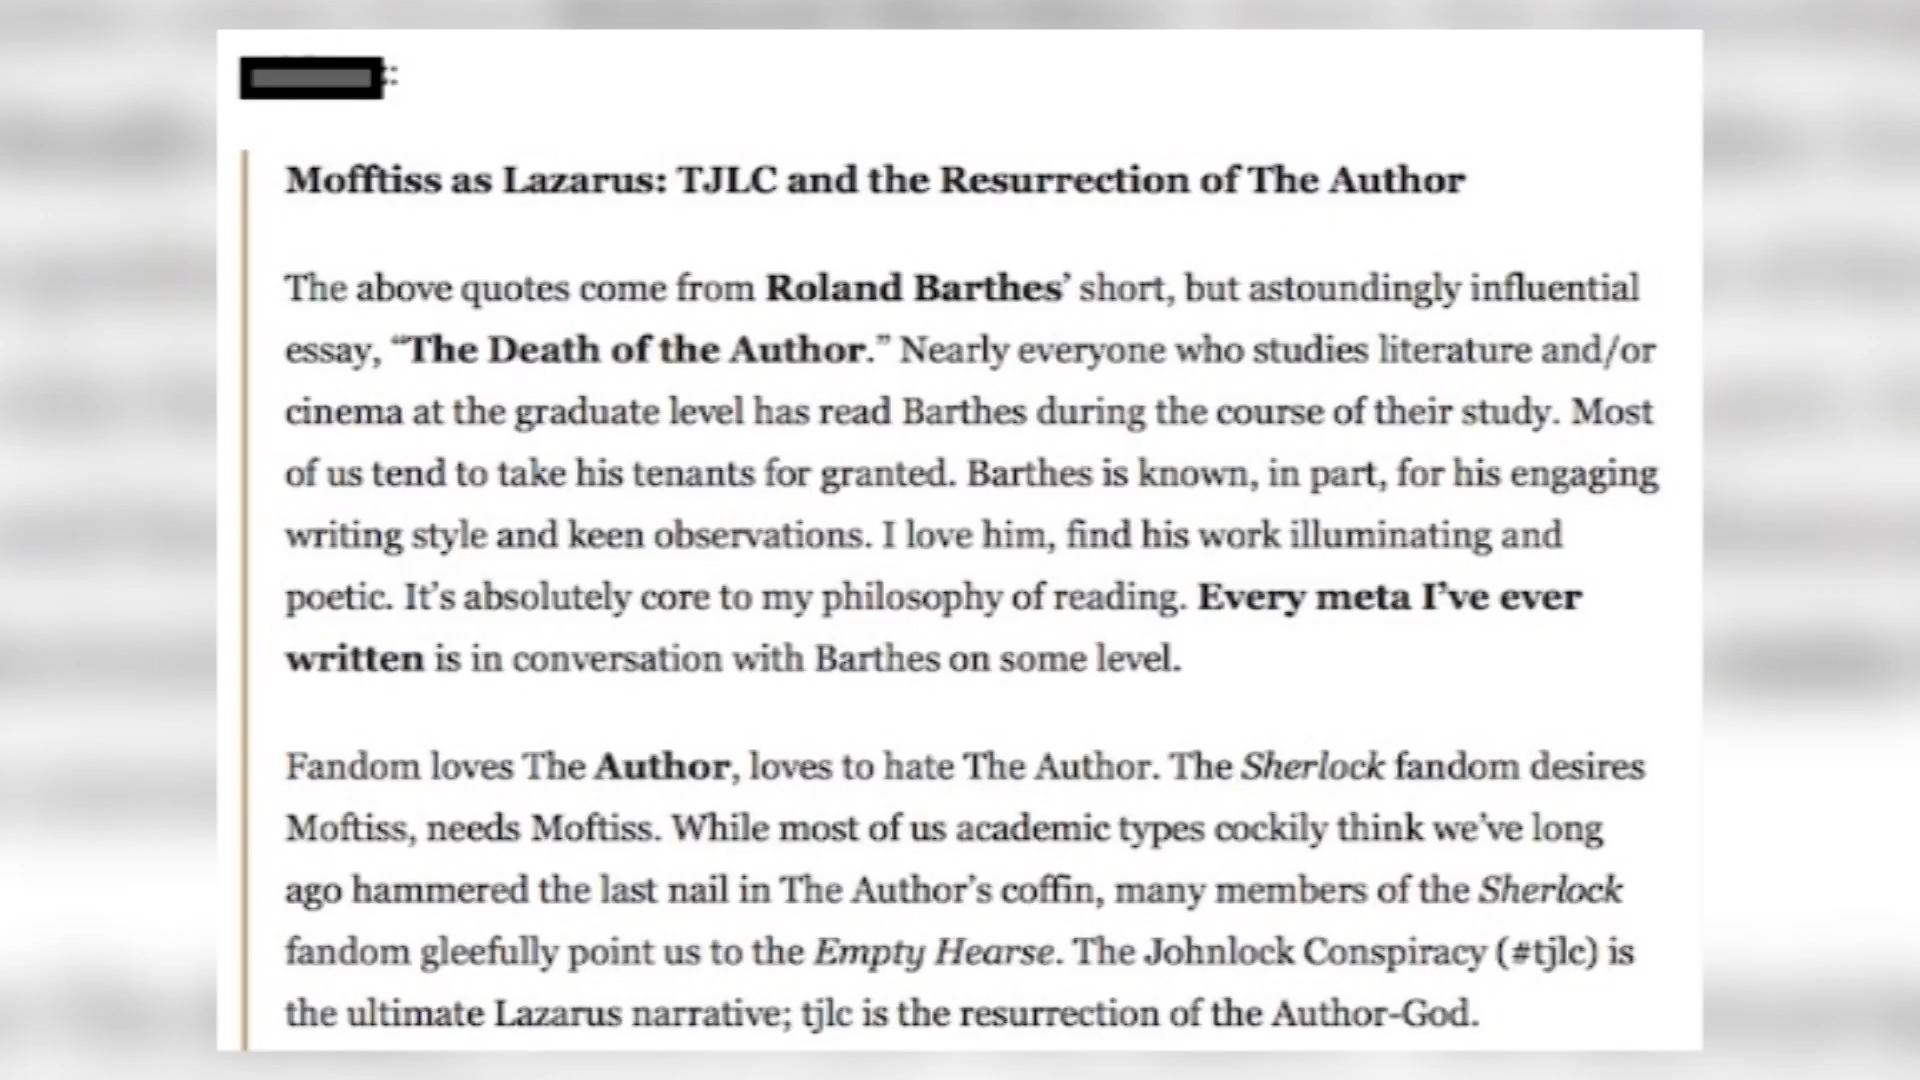 Mofftiss as Lazarus: TJLC and the Resurrection of The Author
The above quotes come from Roland Barthes’ short, but astoundingly influential
essay, “The Death of the Author.” Nearly everyone who studies literature and/or
cinema at the graduate level has read Barthes during the course of their study. Most
of us tend to take his tenants for granted. Barthes is known, in part, for his engaging
writing style and keen observations. I love him, find his work illuminating and
poetic. It’s absolutely core to my philosophy of reading. Every meta I’ve ever
written is in conversation with Barthes on some level.
Fandom loves The Author, loves to hate The Author. The Sherlock fandom desires
Moftiss, needs Moftiss. While most of us academic types cockily think we’ve long
ago hammered the last nail in The Author’s coffin, many members of the Sherlock
fandom gleefully point us to the Empty Hearse. The Johnlock Conspiracy (#tjlc) is
the ultimate Lazarus narrative; tjlc is the resurrection of the Author-God.